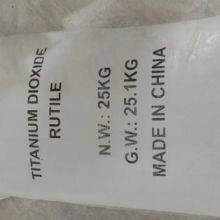 TITANIUM DIOXIDE
RUTILE
N.W.: 25KG
G.W.: 25.1KG
MADE IN CHINA